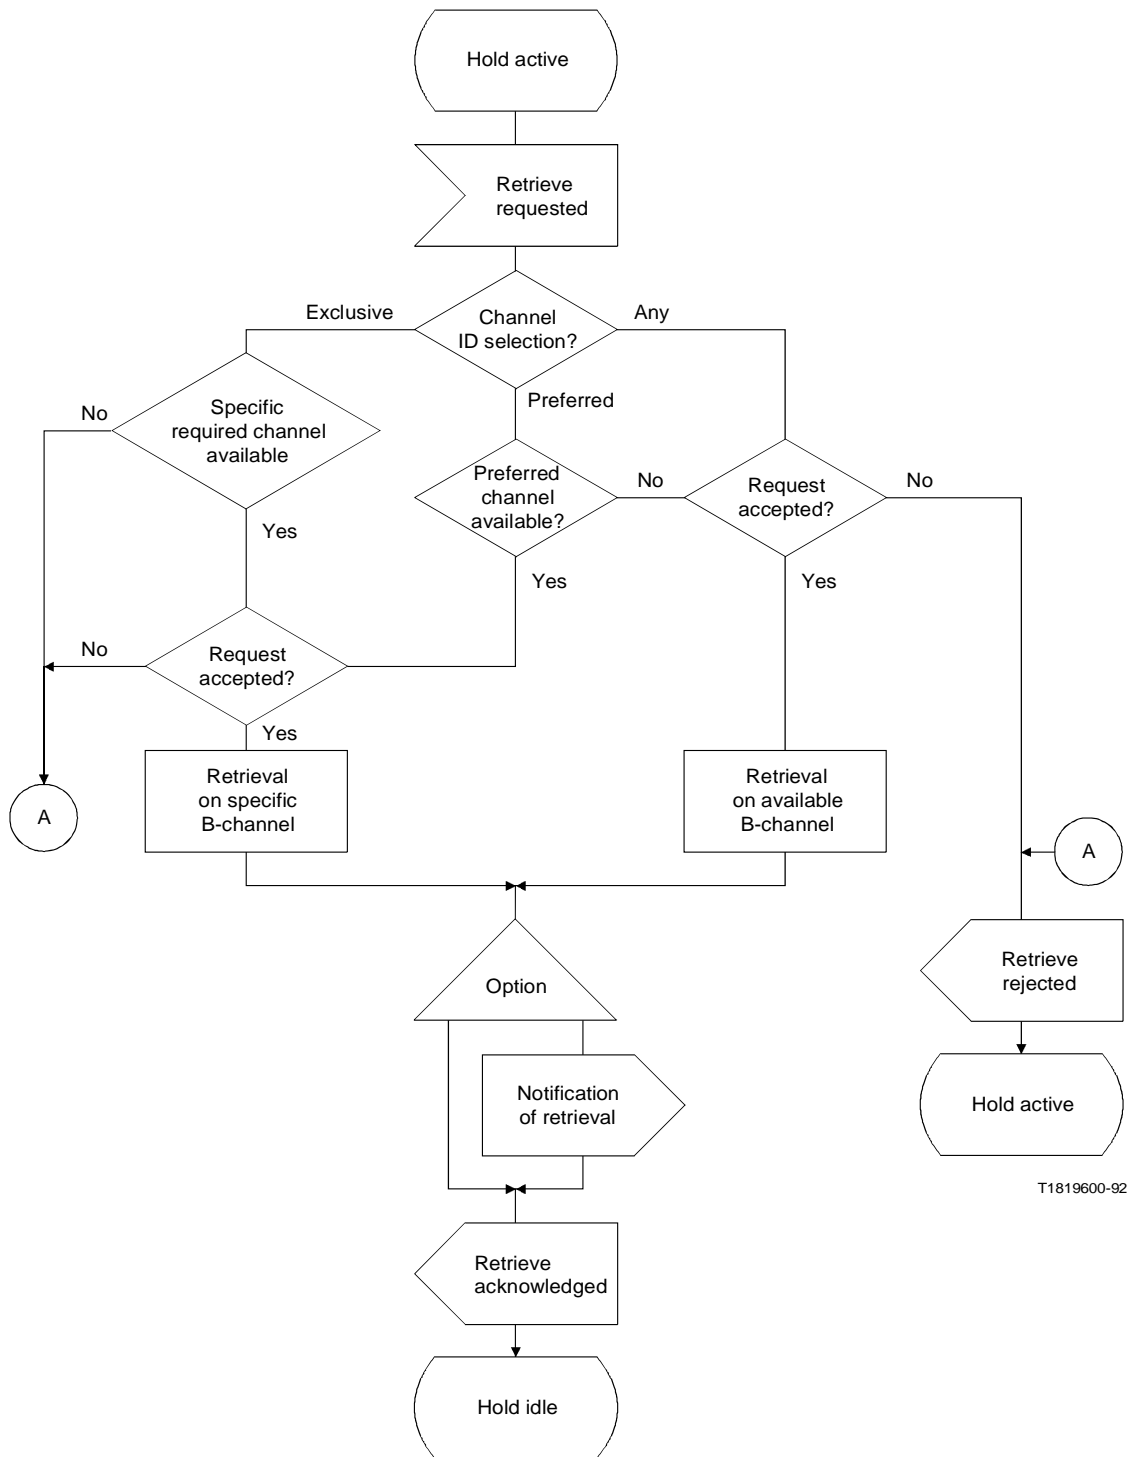 Hold active
Retrieve
requested
Exclusive
Channel
ID selection?
Any
Preferred
No
Specific
required channel
available
Preferred
channel
available?
No
Request
accepted?
No
Yes
Yes
Yes
No
Request
accepted?
Yes
Retrieval
on specific
B-channel
Retrieval
on available
B-channel
A
A
Option
Retrieve
rejected
Notification
of retrieval
Hold active
T1819600-92
Retrieve
acknowledged
Hold idle